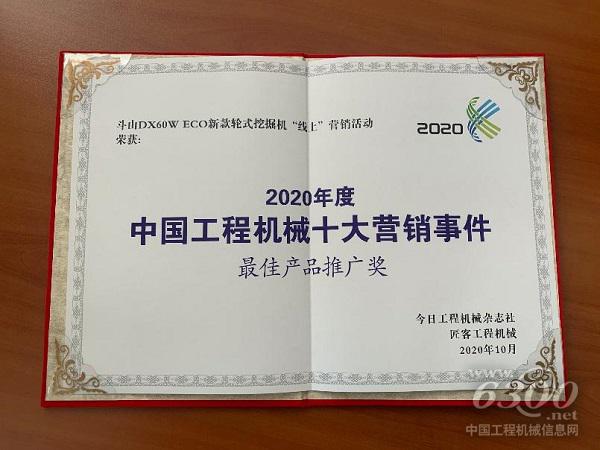 斗山DX60W ECO新款轮式挖掘机“线上”营销活动
荣获:
2020
2020年度
中国工程机械十大营销事件
最佳产品推广奖
今日工程机械杂志社
匠客工程机械
2020年10月
www.
6300
.net
中国工程机械信息网